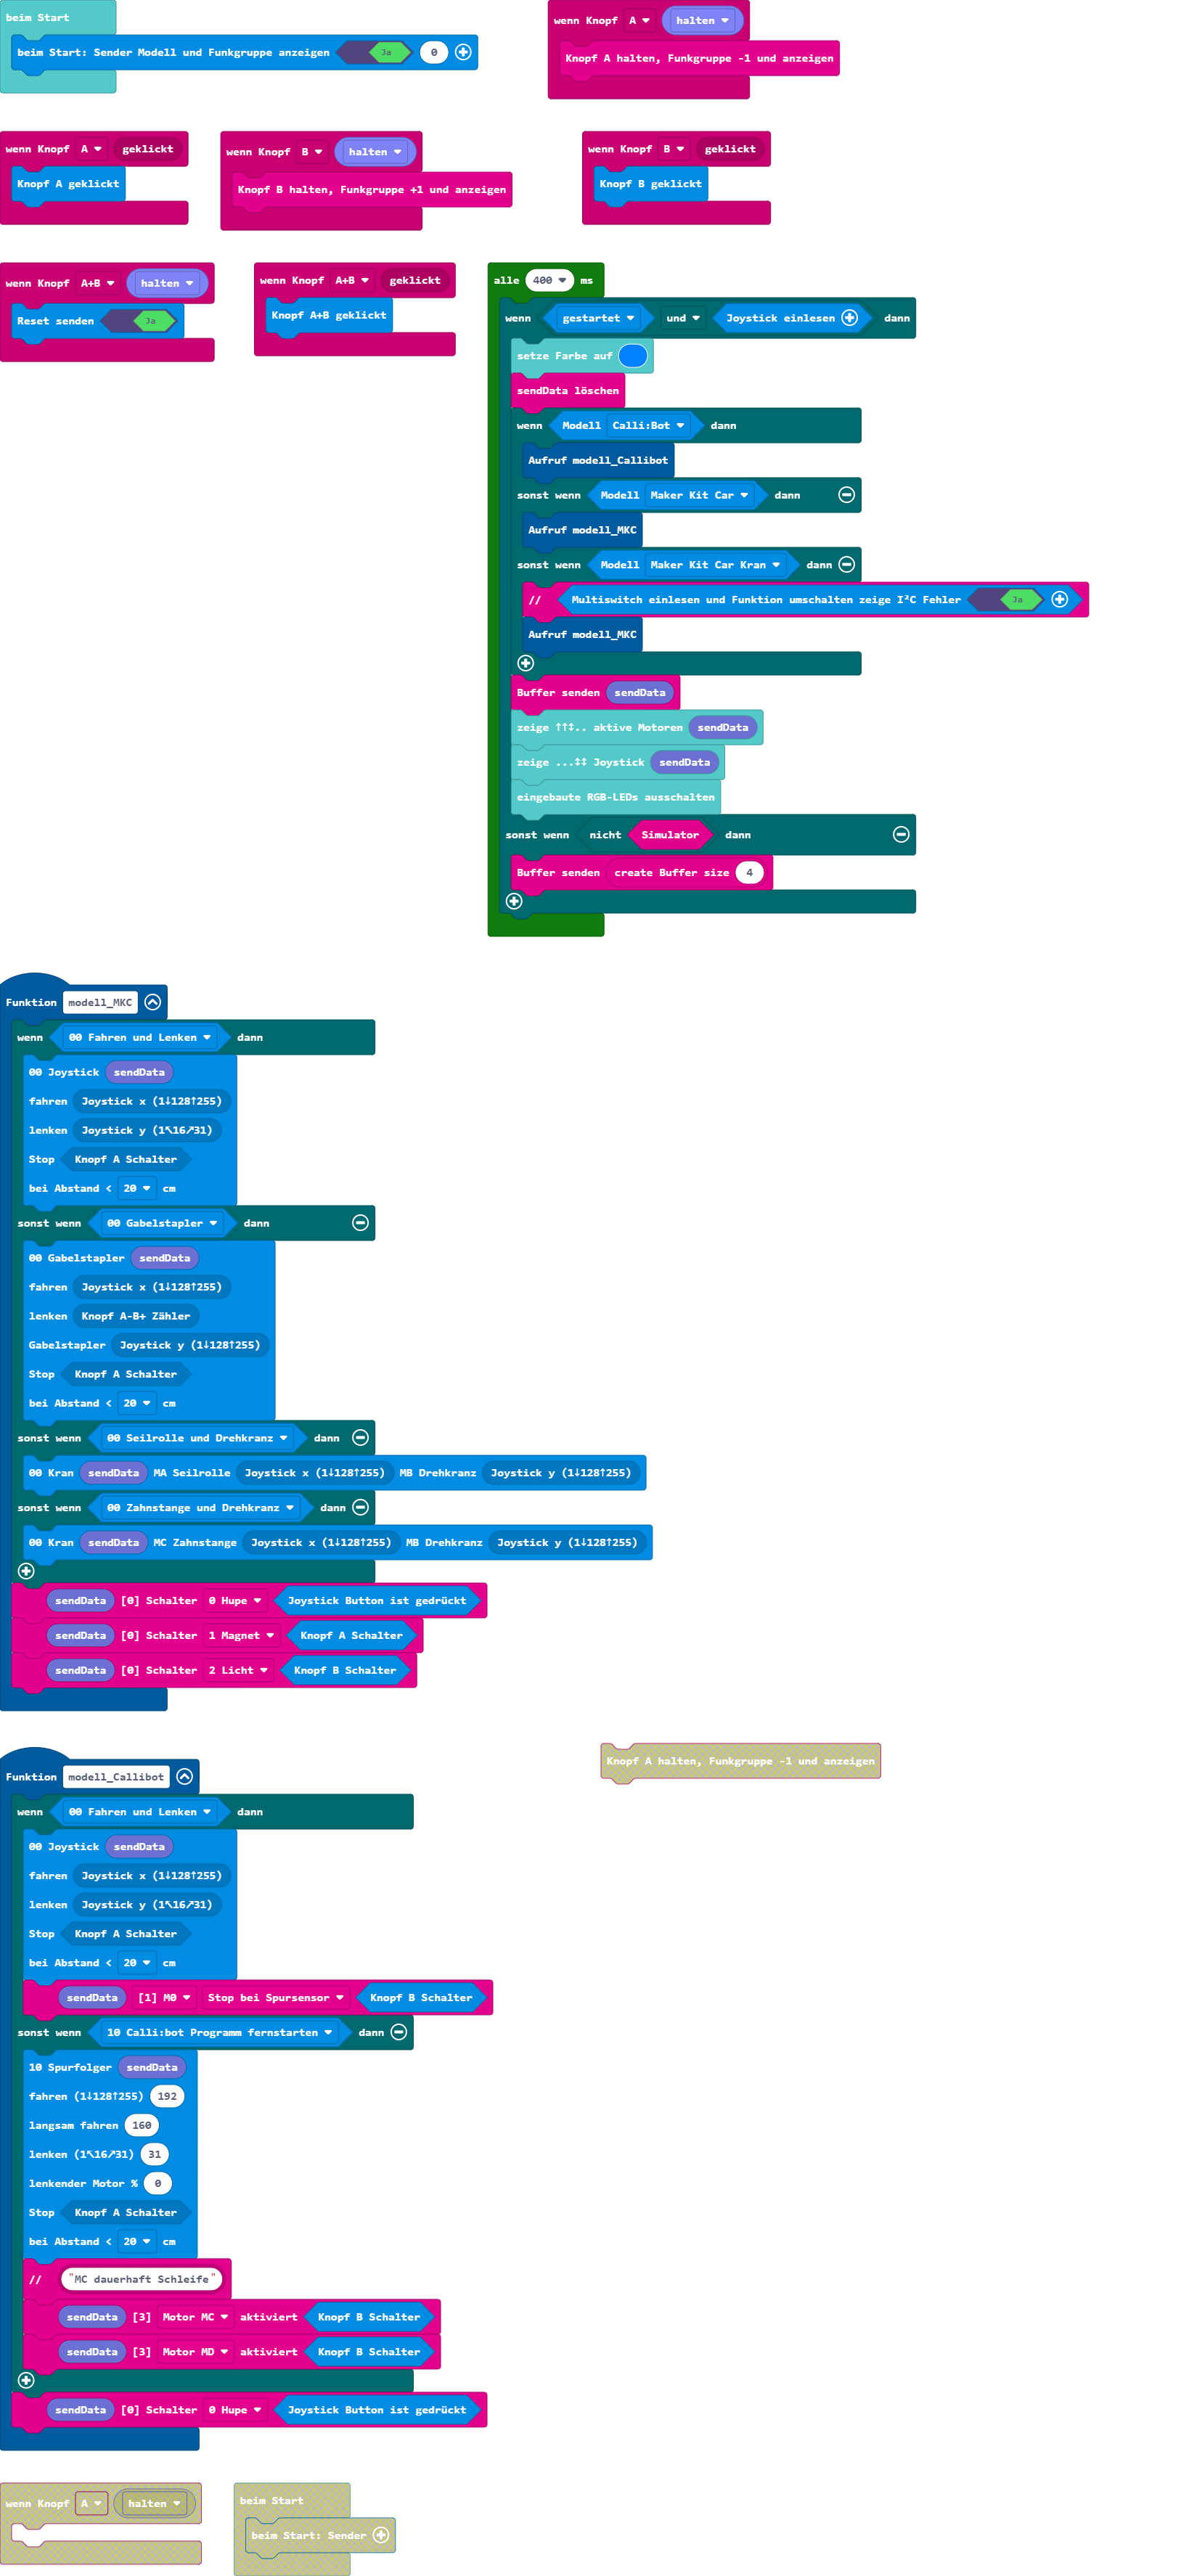 beim Start
beim Start: Sender Modell und Funkgruppe anzeigen Ja 0
wenn Knopf A halten
Knopf A halten, Funkgruppe -1 und anzeigen
wenn Knopf A geklickt
Knopf A geklickt
wenn Knopf B halten
Knopf B halten, Funkgruppe +1 und anzeigen
wenn Knopf B geklickt
Knopf B geklickt
wenn Knopf A+B halten
Reset senden Ja
wenn Knopf A+B geklickt
Knopf A+B geklickt
alle 400 ms
wenn gestartet und Joystick einlesen dann
setze Farbe auf
sendData löschen
wenn Modell Calli:Bot dann
Aufruf modell_Callibot
sonst wenn Modell Maker Kit Car dann
Aufruf modell_MKC
sonst wenn Modell Maker Kit Car Kran dann
// Multiswitch einlesen und Funktion umschalten zeige I²C Fehler Ja
Aufruf modell_MKC
Buffer senden sendData
zeige ↑↑↕.. aktive Motoren sendData
zeige ...↕↕ Joystick sendData
eingebaute RGB-LEDs ausschalten
sonst wenn nicht Simulator dann
Buffer senden create Buffer size 4
Funktion modell_MKC
wenn 00 Fahren und Lenken dann
00 Joystick sendData
fahren Joystick x (1↓128↑255)
lenken Joystick y (1↖16↗31)
Stop Knopf A Schalter
bei Abstand < 20 cm
sonst wenn 00 Gabelstapler dann
00 Gabelstapler sendData
fahren Joystick x (1↓128↑255)
lenken Knopf A-B+ Zähler
Gabelstapler Joystick y (1↓128↑255)
Stop Knopf A Schalter
bei Abstand < 20 cm
sonst wenn 00 Seilrolle und Drehkranz dann
00 Kran sendData MA Seilrolle Joystick x (1↓128↑255) MB Drehkranz Joystick y (1↓128↑255)
sonst wenn 00 Zahnstange und Drehkranz dann
00 Kran sendData MC Zahnstange Joystick x (1↓128↑255) MB Drehkranz Joystick y (1↓128↑255)
sendData [0] Schalter 0 Hupe Joystick Button ist gedrückt
sendData [0] Schalter 1 Magnet Knopf A Schalter
sendData [0] Schalter 2 Licht Knopf B Schalter
Knopf A halten, Funkgruppe -1 und anzeigen
Funktion modell_Callibot
wenn 00 Fahren und Lenken dann
00 Joystick sendData
fahren Joystick x (1↓128↑255)
lenken Joystick y (1↖16↗31)
Stop Knopf A Schalter
bei Abstand < 20 cm
sendData [1] M0 Stop bei Spursensor Knopf B Schalter
sonst wenn 10 Calli:bot Programm fernstarten dann
10 Spurfolger sendData
fahren (1↓128↑255) 192
langsam fahren 160
lenken (1↖16↗31) 31
lenkender Motor % 0
Stop Knopf A Schalter
bei Abstand < 20 cm
// "MC dauerhaft Schleife"
sendData [3] Motor MC aktiviert Knopf B Schalter
sendData [3] Motor MD aktiviert Knopf B Schalter
sendData [0] Schalter 0 Hupe Joystick Button ist gedrückt
wenn Knopf A halten
beim Start
beim Start: Sender